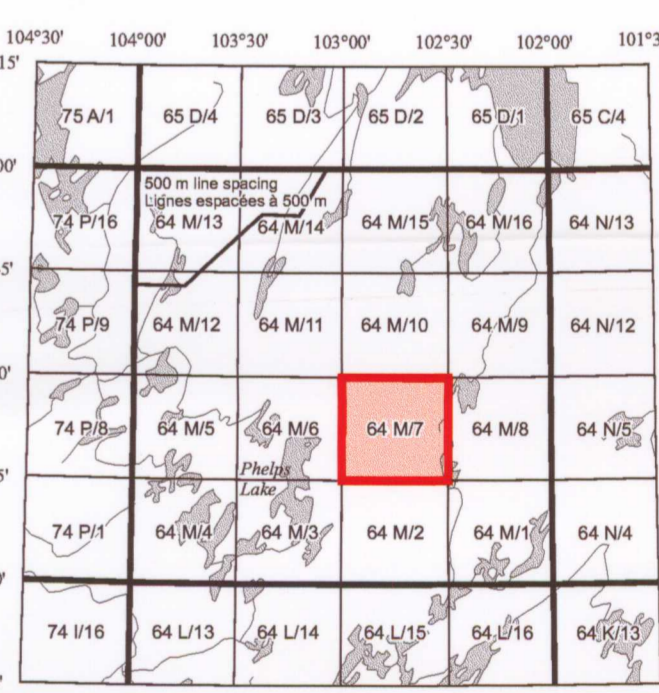 104°30' 104°00' 103°30' 103°00' 102°30' 102°00' 101°3
15'
75 A/1 65 D/4 65 D/3 65 D/2 65 D/1 65 C/4
00'
500 m line spacing
Lignes espacées à 500 m
74 P/16 64 M/13 64 M/14 64 M/15 64 M/16 64 N/13
45'
74 P/9 64 M/12 64 M/11 64 M/10 64 M/9 64 N/12
0'
74 P/8 64 M/5 64 M/6 64 M/7 64 M/8 64 N/5
Phelps
5'
Lake
74 P/1 64 M/4 64 M/3 64 M/2 64 M/1 64 N/4
0'
74 I/16 64 L/13 64 L/14 64 L/15 64 L/16 64 K/13